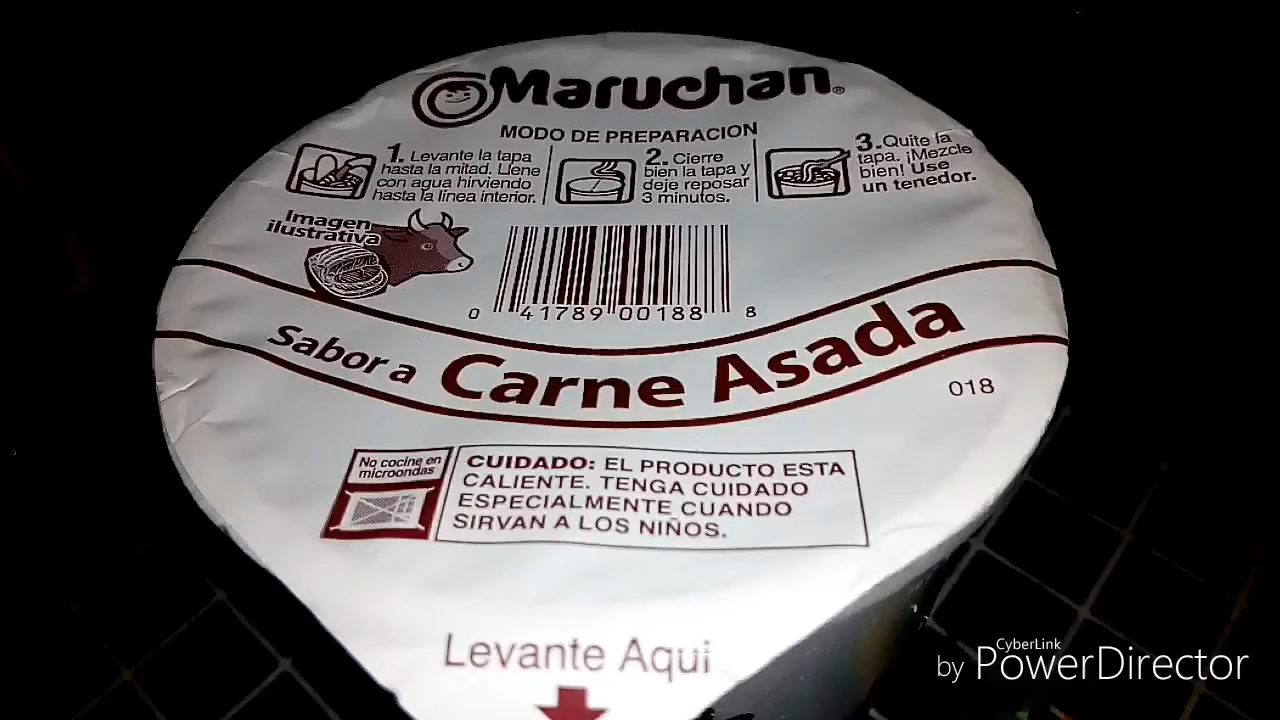 Maruchan®
MODO DE PREPARACION
1. Levante la tapa
hasta la mitad. Llene
con agua hirviendo
hasta la línea interior.
2. Cierre
bien la tapa y
deje reposar
3 minutos.
3. Quite la
tapa. ¡Mezcle
bien! Use
un tenedor.
Imagen
ilustrativa
0 41789 00188 8
Sabor a Carne Asada
018
No cocine en
microondas
CUIDADO: EL PRODUCTO ESTA
CALIENTE. TENGA CUIDADO
ESPECIALMENTE CUANDO
SIRVAN A LOS NIÑOS.
Levante Aqui
CyberLink
by PowerDirector